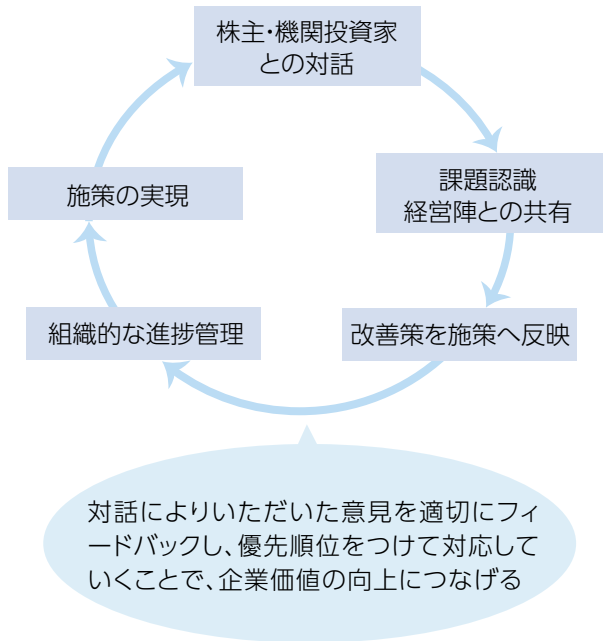 株主・機関投資家
との対話
課題認識
経営陣との共有
改善策を施策へ反映
組織的な進捗管理
施策の実現
対話によりいただいた意見を適切にフィ
ードバックし、優先順位をつけて対応して
いくことで、企業価値の向上につなげる